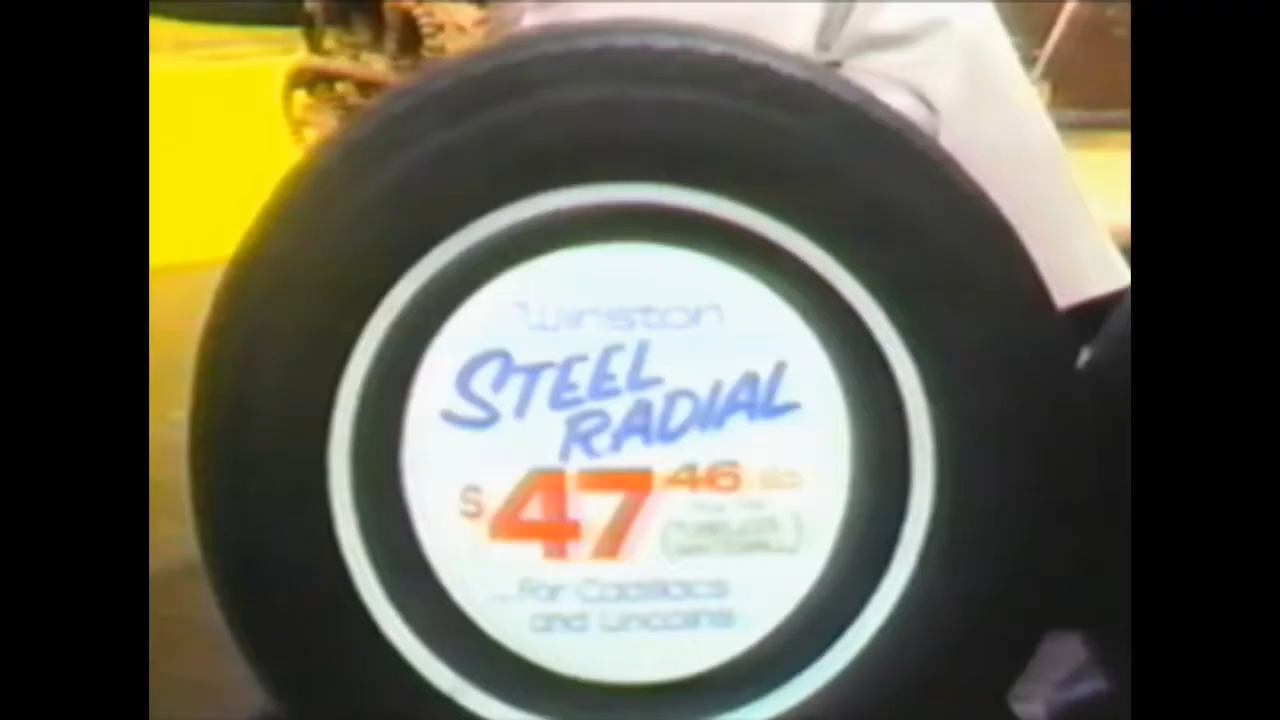 Winston
STEEL
RADIAL
$47 46
...For Cadillacs
and Lincolns